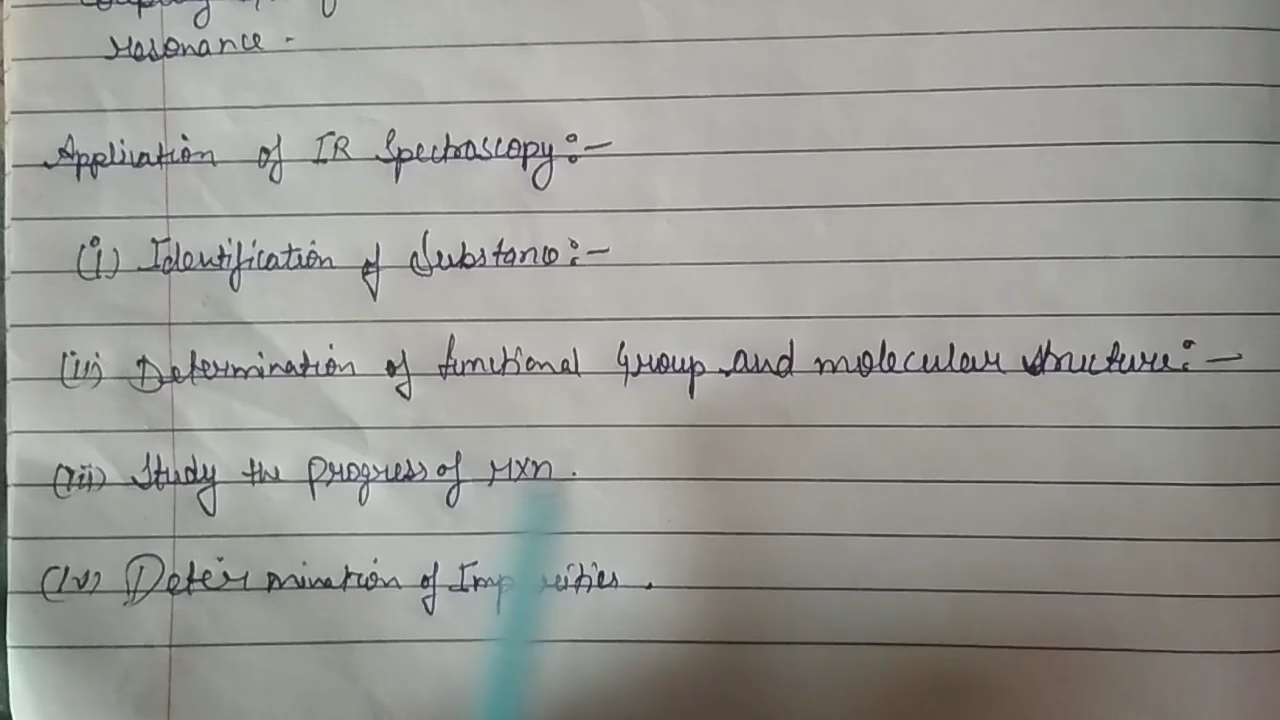 resonance -
Application of IR Spectroscopy:-
(i) Identification of Substance:-
(ii) Determination of functional Group and molecular structure:-
(iii) Study the progress of rxn.
(iv) Determination of